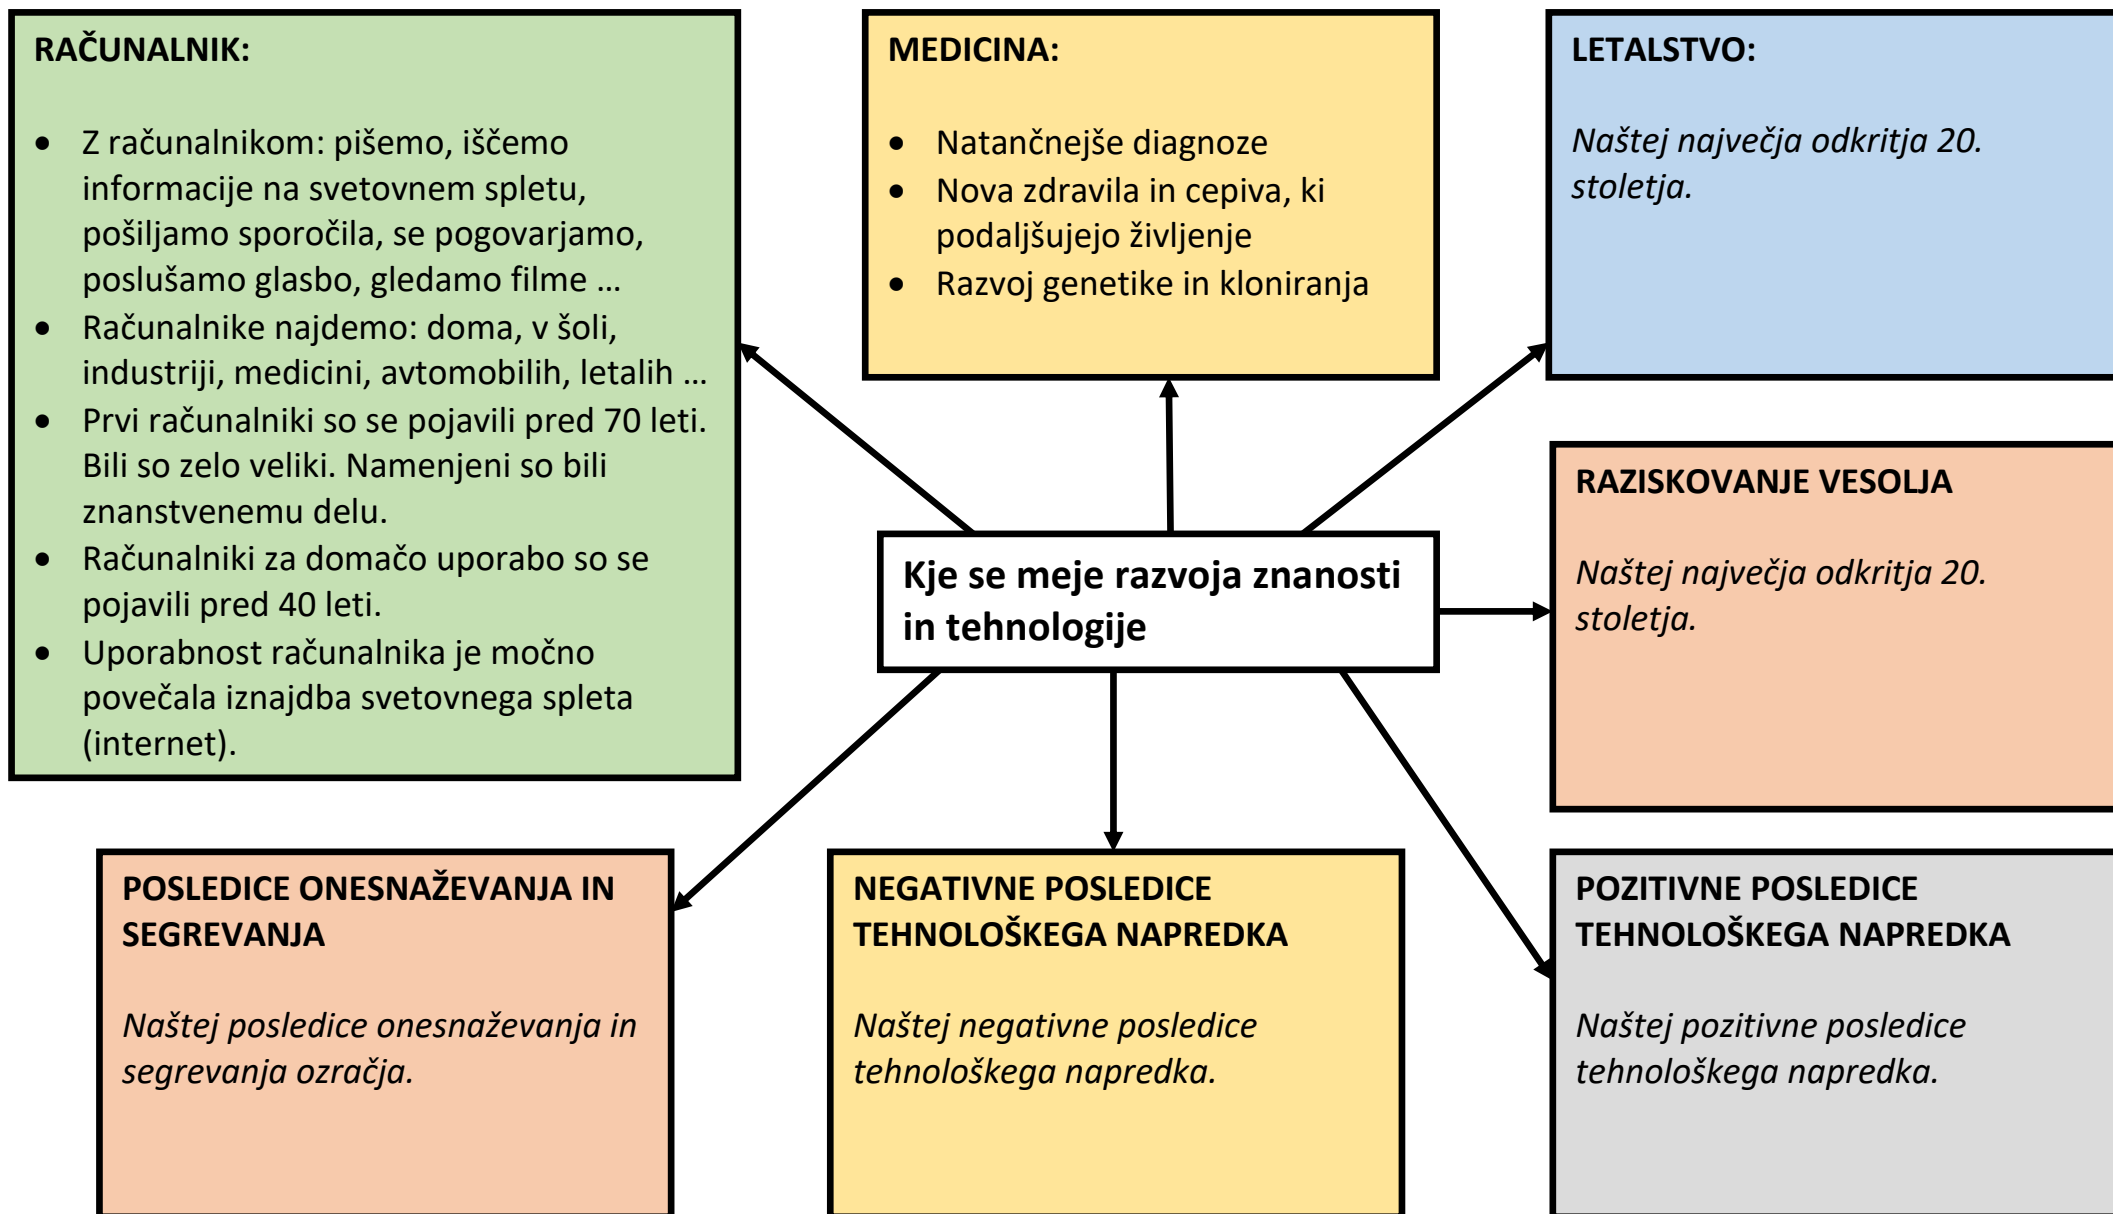 RAČUNALNIK:
• Z računalnikom: pišemo, iščemo
informacije na svetovnem spletu,
pošiljamo sporočila, se pogovarjamo,
poslušamo glasbo, gledamo filme …
• Računalnike najdemo: doma, v šoli,
industriji, medicini, avtomobilih, letalih …
• Prvi računalniki so se pojavili pred 70 leti.
Bili so zelo veliki. Namenjeni so bili
znanstvenemu delu.
• Računalniki za domačo uporabo so se
pojavili pred 40 leti.
• Uporabnost računalnika je močno
povečala iznajdba svetovnega spleta
(internet).
MEDICINA:
• Natančnejše diagnoze
• Nova zdravila in cepiva, ki
podaljšujejo življenje
• Razvoj genetike in kloniranja
LETALSTVO:
Naštej največja odkritja 20.
stoletja.
RAZISKOVANJE VESOLJA
Naštej največja odkritja 20.
stoletja.
Kje se meje razvoja znanosti
in tehnologije
POSLEDICE ONESNAŽEVANJA IN
SEGREVANJA
Naštej posledice onesnaževanja in
segrevanja ozračja.
NEGATIVNE POSLEDICE
TEHNOLOŠKEGA NAPREDKA
Naštej negativne posledice
tehnološkega napredka.
POZITIVNE POSLEDICE
TEHNOLOŠKEGA NAPREDKA
Naštej pozitivne posledice
tehnološkega napredka.